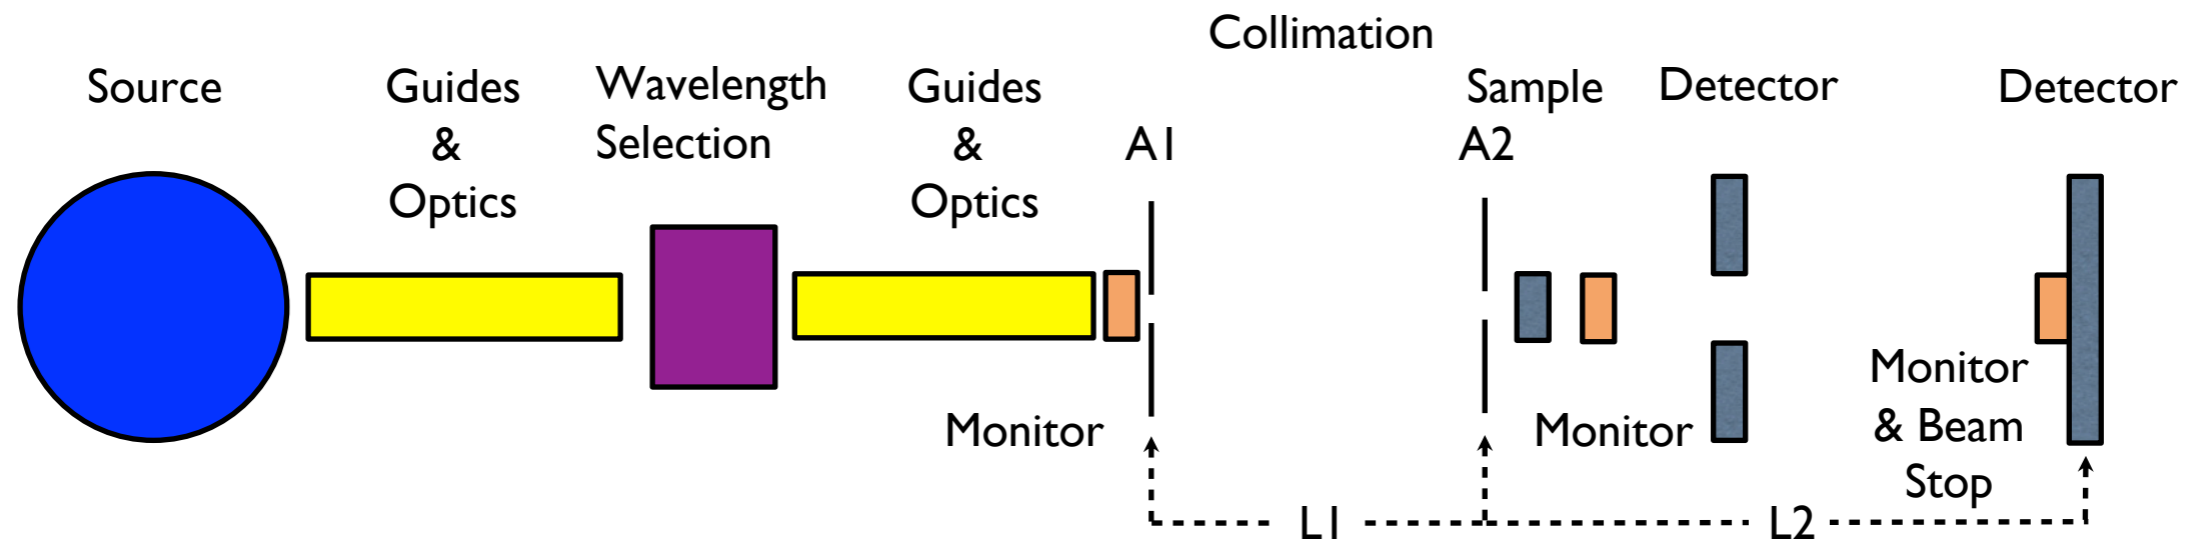 Collimation
Source
Guides
&
Optics
Wavelength
Selection
Guides
&
Optics
A1
Sample
A2
Detector
Detector
Monitor
Monitor
Monitor
& Beam
Stop
L1
L2